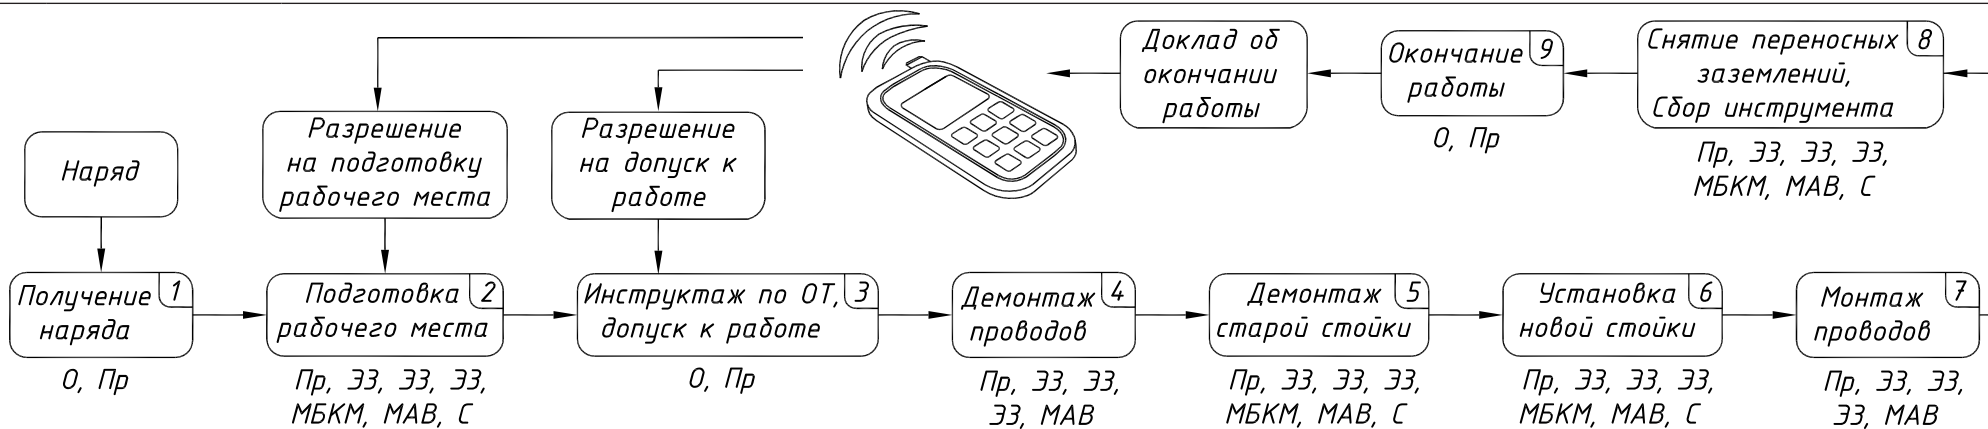 Наряд
Разрешение
на подготовку
рабочего места
Разрешение
на допуск к
работе
Доклад об
окончании
работы
Окончание 9
работы
О, Пр
Снятие переносных 8
заземлений,
Сбор инструмента
Пр, ЭЗ, ЭЗ, ЭЗ,
МБКМ, МАВ, С
Получение 1
наряда
О, Пр
Подготовка 2
рабочего места
Пр, ЭЗ, ЭЗ, ЭЗ,
МБКМ, МАВ, С
Инструктаж по ОТ, 3
допуск к работе
О, Пр
Демонтаж 4
проводов
Пр, ЭЗ, ЭЗ,
ЭЗ, МАВ
Демонтаж 5
старой стойки
Пр, ЭЗ, ЭЗ, ЭЗ,
МБКМ, МАВ, С
Установка 6
новой стойки
Пр, ЭЗ, ЭЗ, ЭЗ,
МБКМ, МАВ, С
Монтаж 7
проводов
Пр, ЭЗ, ЭЗ,
ЭЗ, МАВ